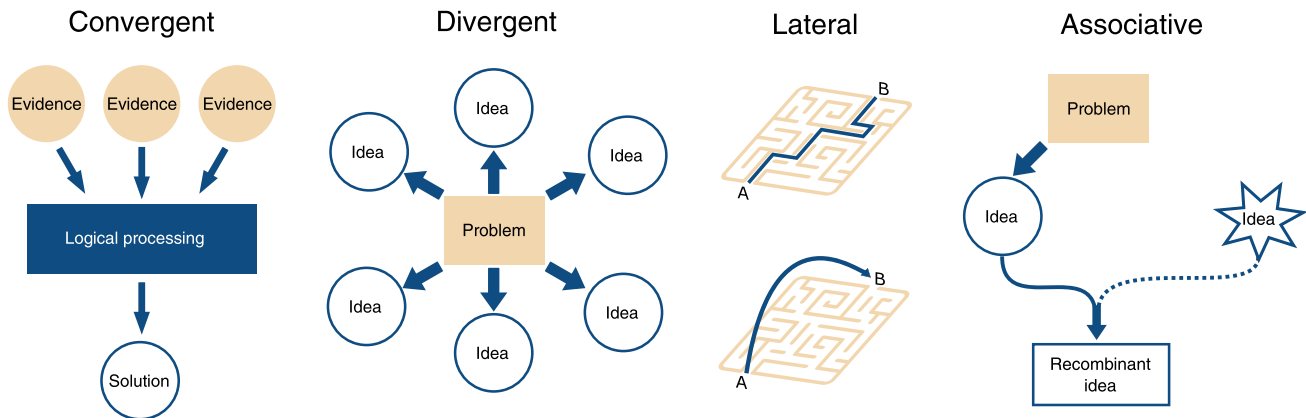 Convergent
Evidence
Evidence
Evidence
Logical processing
Solution
Divergent
Idea
Idea
Idea
Problem
Idea
Idea
Idea
Lateral
B
A
B
A
Associative
Problem
Idea
Idea
Recombinant
idea